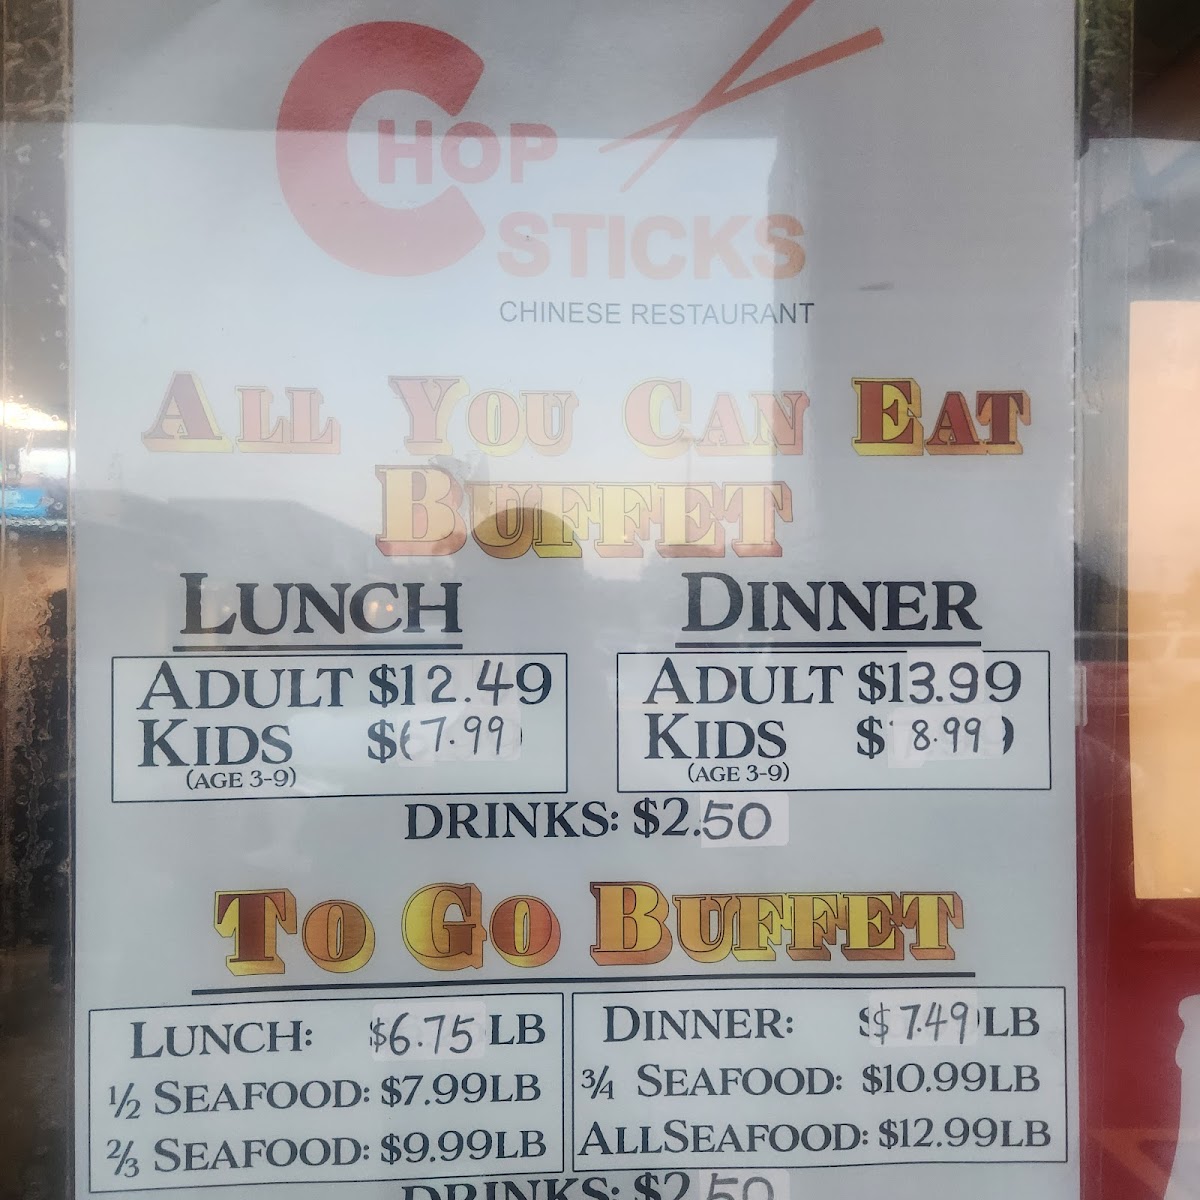 CHOP
STICKS
CHINESE RESTAURANT
ALL YOU CAN EAT
BUFFET
LUNCH
ADULT $12.49
KIDS $7.99
(AGE 3-9)
DINNER
ADULT $13.99
KIDS $8.99
(AGE 3-9)
DRINKS: $2.50
TO GO BUFFET
LUNCH: $6.75 LB
1/2 SEAFOOD: $7.99LB
2/3 SEAFOOD: $9.99LB
DINNER: $7.49 LB
3/4 SEAFOOD: $10.99LB
ALLSEAFOOD: $12.99LB
DRINKS: $2.50